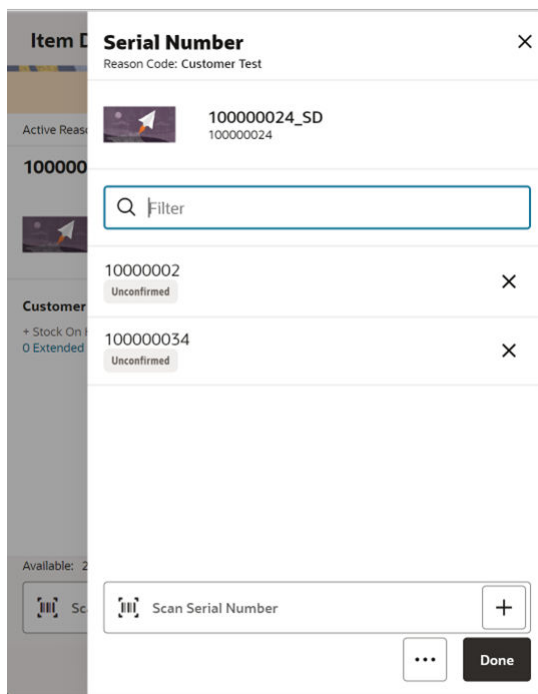 Item D
Serial Number
Reason Code: Customer Test
Active Reaso
100000024_SD
100000024
100000
Filter
10000002
Unconfirmed
Customer
+ Stock On
0 Extended
100000034
Unconfirmed
Available: 2
Sc
Scan Serial Number
Done